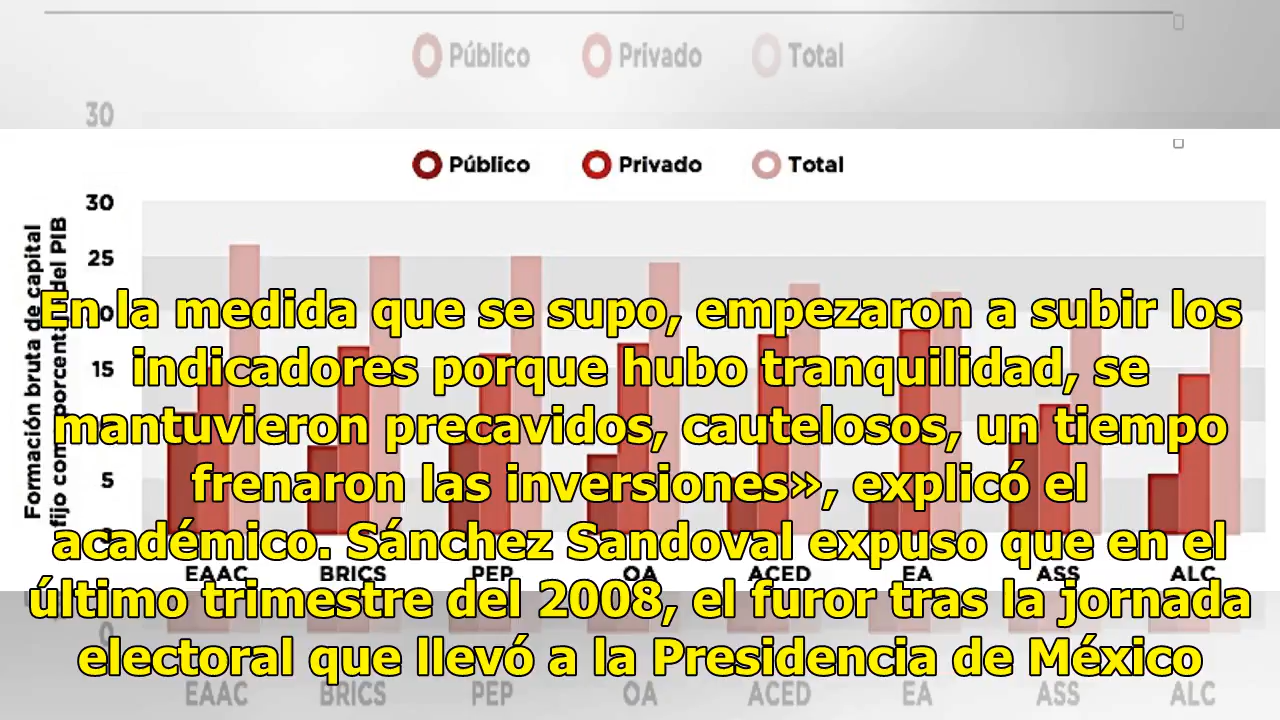 Público Privado Total
30
Público Privado Total
30
25
15
5
Formación bruta de capital
fijo como porcentaje del PIB
En la medida que se supo, empezaron a subir los
indicadores porque hubo tranquilidad, se
mantuvieron precavidos, cautelosos, un tiempo
frenaron las inversiones», explicó el
académico. Sánchez Sandoval expuso que en el
último trimestre del 2008, el furor tras la jornada
electoral que llevó a la Presidencia de México
EAAC BRICS PEP OA ACED EA ASS ALC
0
EAAC BRICS PEP OA ACED EA ASS ALC